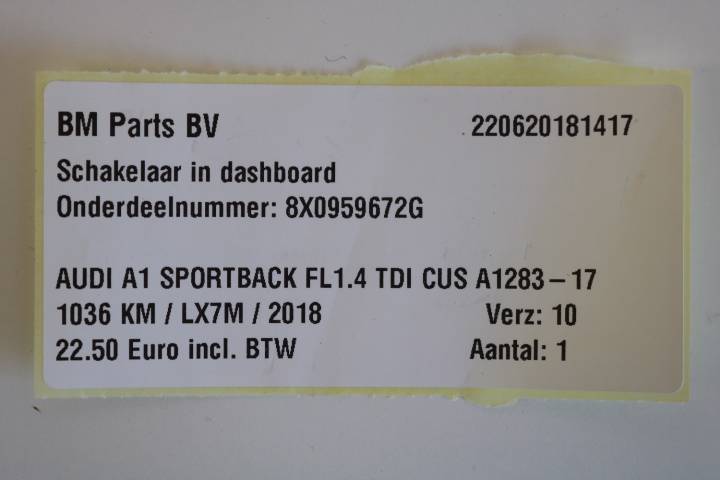 BM Parts BV 220620181417
Schakelaar in dashboard
Onderdeelnummer: 8X0959672G
AUDI A1 SPORTBACK FL1.4 TDI CUS A1283-17
1036 KM / LX7M / 2018 Verz: 10
22.50 Euro incl. BTW Aantal: 1